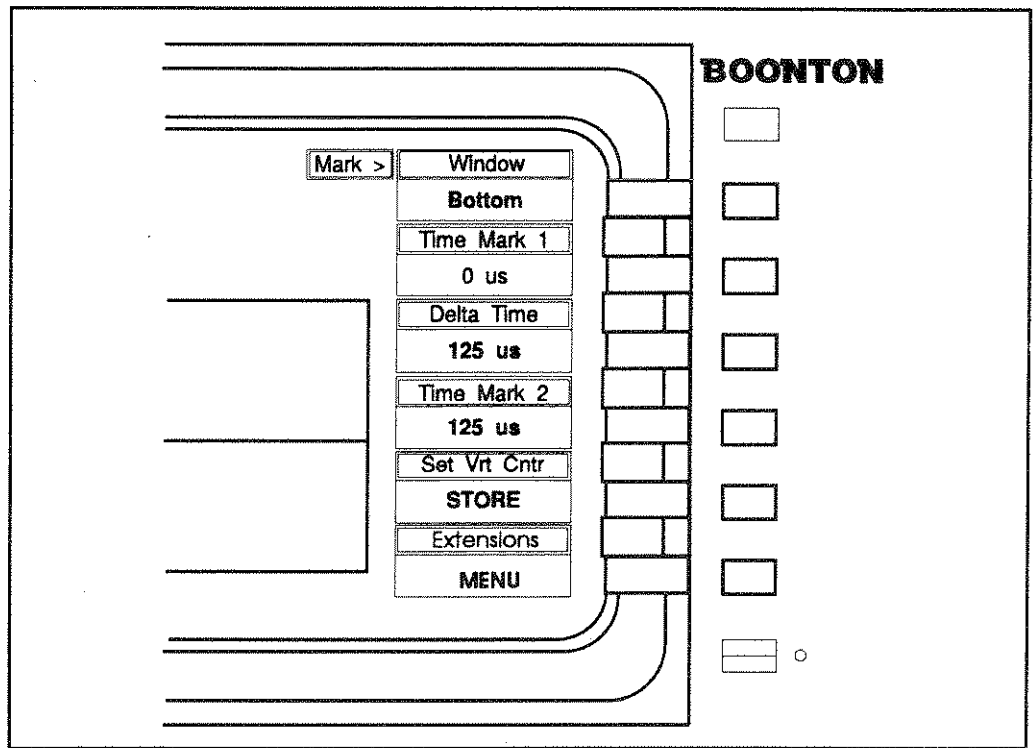 BOONTON
Mark > Window
Bottom
Time Mark 1
0 us
Delta Time
125 us
Time Mark 2
125 us
Set Vrt Cntr
STORE
Extensions
MENU